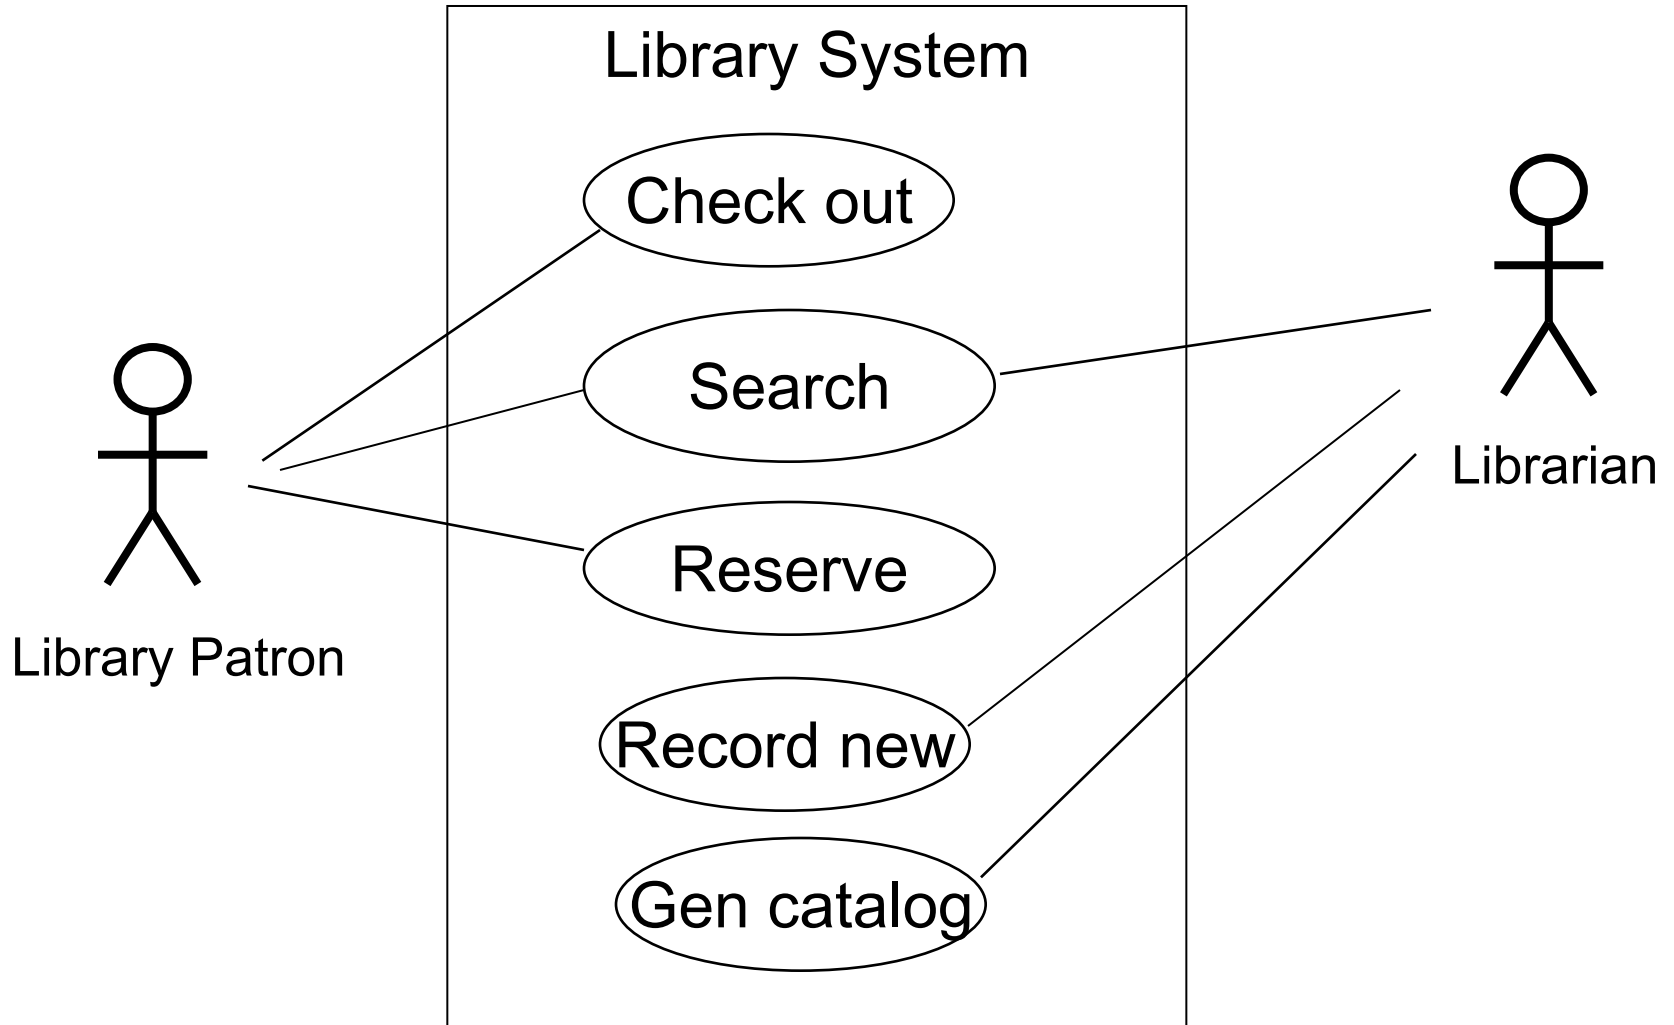 Library System
Check out
Search
Librarian
Reserve
Library Patron
Record new
Gen catalog